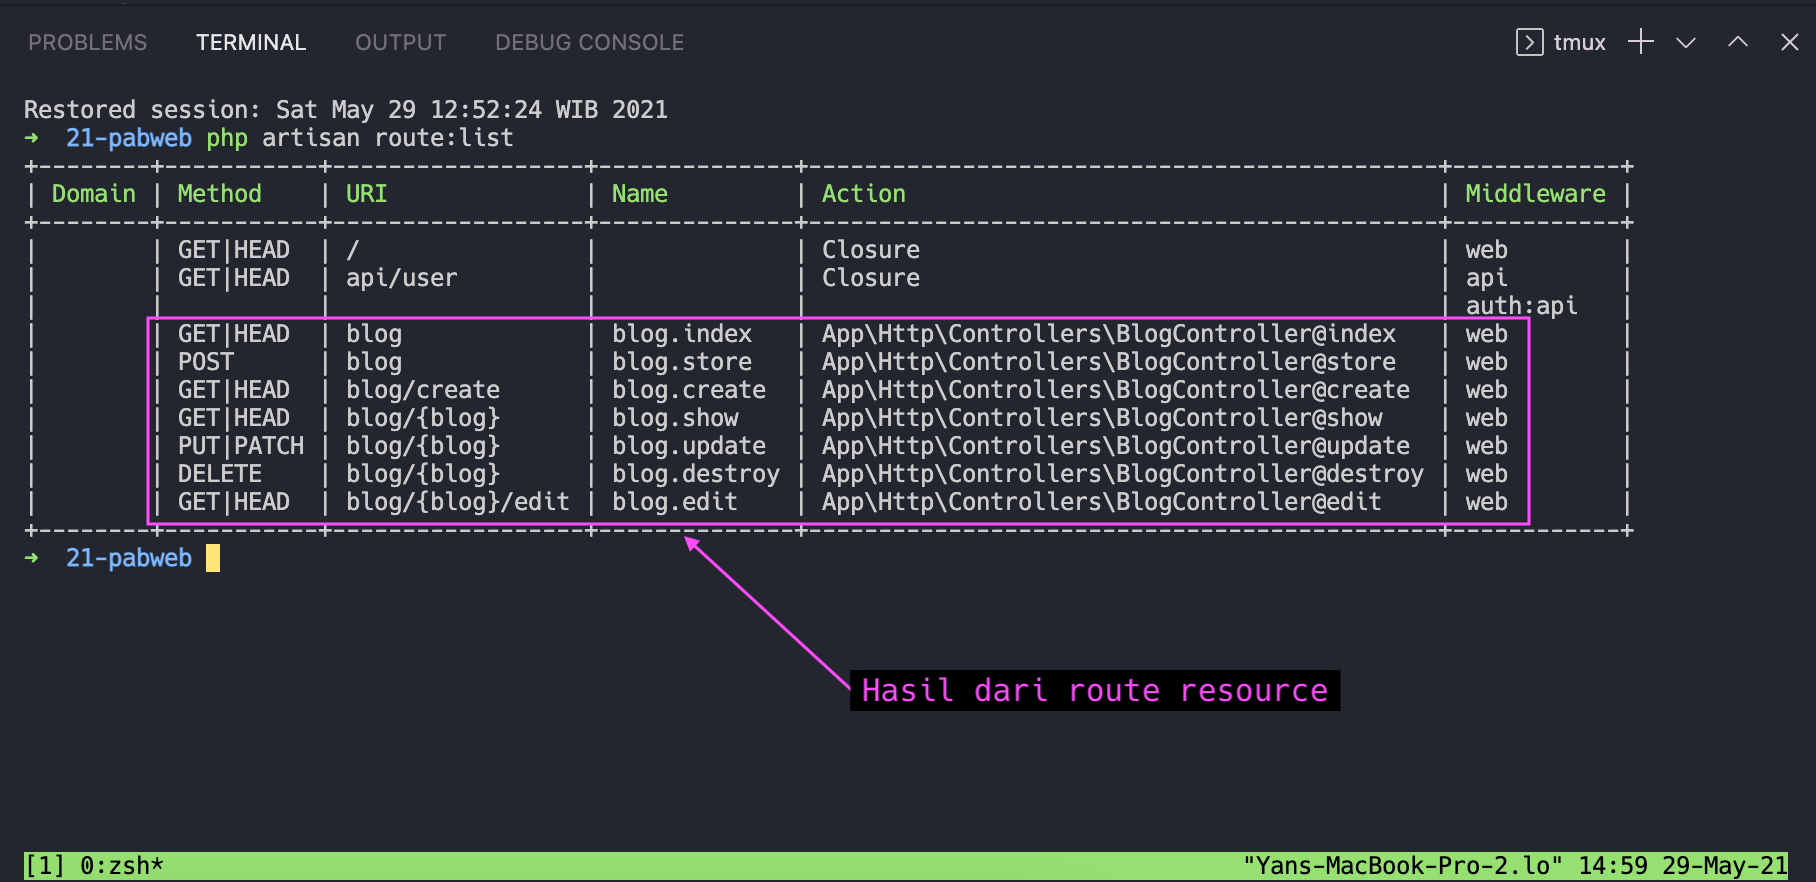 PROBLEMS TERMINAL OUTPUT DEBUG CONSOLE tmux
Restored session: Sat May 29 12:52:24 WIB 2021
→ 21-pabweb php artisan route:list
+--------+-----------+------------------+--------------+---------------------------------------------+------------+
| Domain | Method | URI | Name | Action | Middleware |
+--------+-----------+------------------+--------------+---------------------------------------------+------------+
| | GET|HEAD | / | | Closure | web |
| | GET|HEAD | api/user | | Closure | api |
| | | | | | auth:api |
| | GET|HEAD | blog | blog.index | App\Http\Controllers\BlogController@index | web |
| | POST | blog | blog.store | App\Http\Controllers\BlogController@store | web |
| | GET|HEAD | blog/create | blog.create | App\Http\Controllers\BlogController@create | web |
| | GET|HEAD | blog/{blog} | blog.show | App\Http\Controllers\BlogController@show | web |
| | PUT|PATCH | blog/{blog} | blog.update | App\Http\Controllers\BlogController@update | web |
| | DELETE | blog/{blog} | blog.destroy | App\Http\Controllers\BlogController@destroy | web |
| | GET|HEAD | blog/{blog}/edit | blog.edit | App\Http\Controllers\BlogController@edit | web |
+--------+-----------+------------------+--------------+---------------------------------------------+------------+
→ 21-pabweb
Hasil dari route resource
[1] 0:zsh* "Yans-MacBook-Pro-2.lo" 14:59 29-May-21